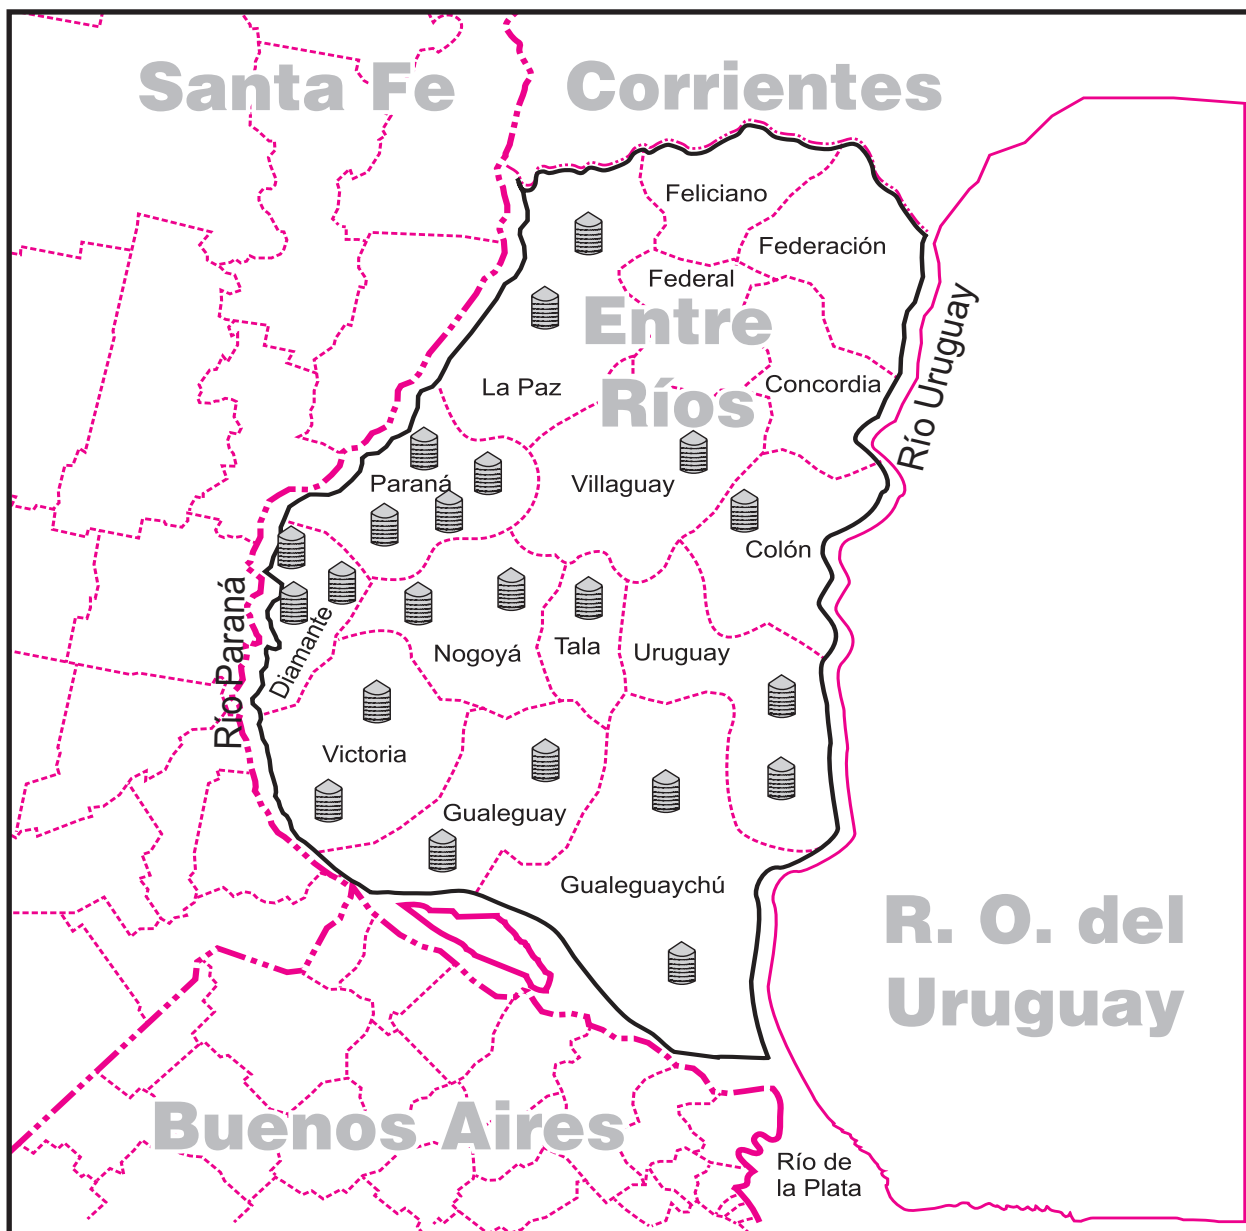 Santa Fe
Corrientes
Feliciano
Federación
Federal
Entre
Ríos
Río Uruguay
La Paz
Concordia
Paraná
Villaguay
Colón
Río Paraná
Diamante
Nogoyá
Tala
Uruguay
Victoria
Gualeguay
Gualeguaychú
R. O. del
Uruguay
Buenos Aires
Río de
la Plata